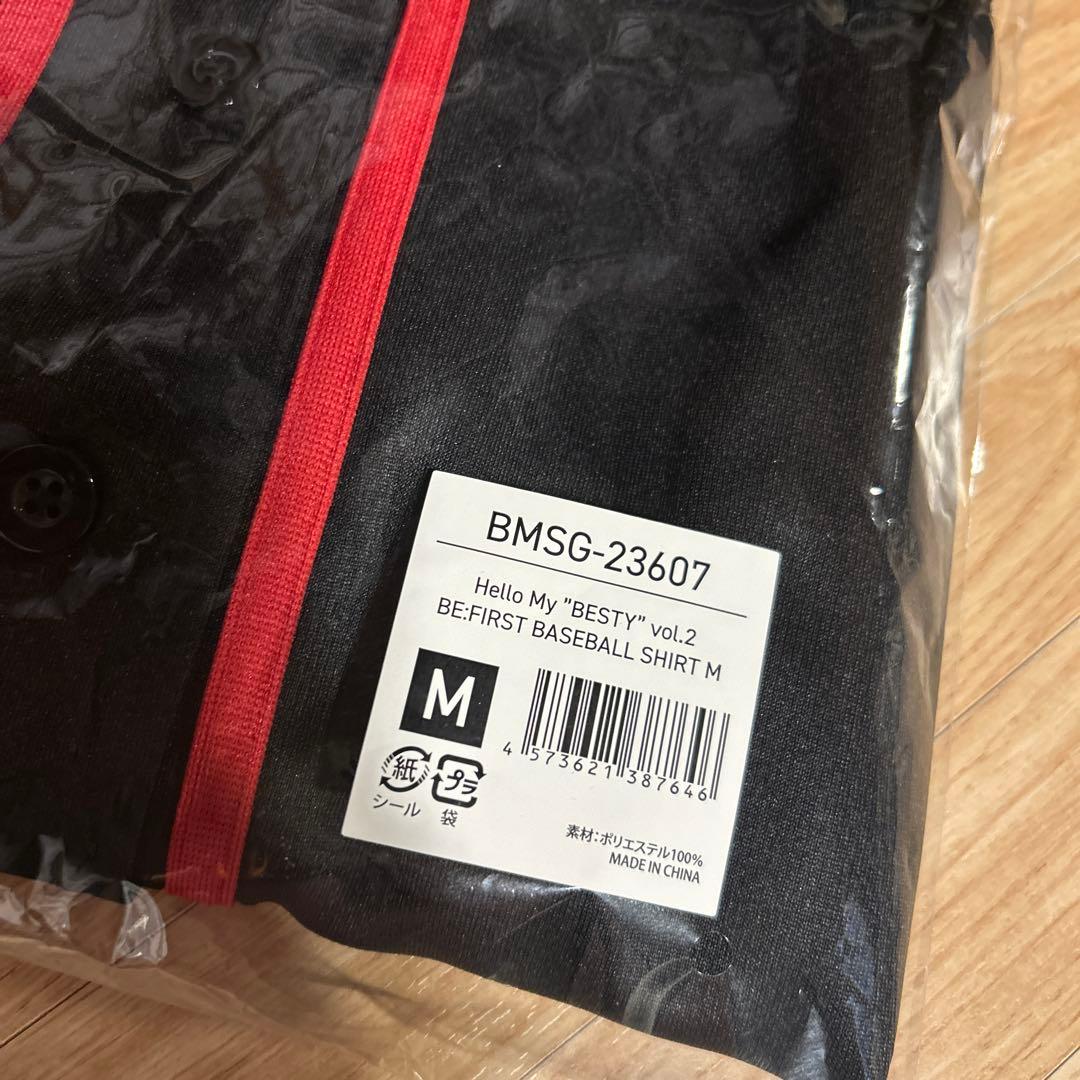 BMSG-23607
Hello My "BESTY" vol.2
BE:FIRST BASEBALL SHIRT M
M
4 573621 387646
紙 プラ
シール 袋
素材:ポリエステル100%
MADE IN CHINA